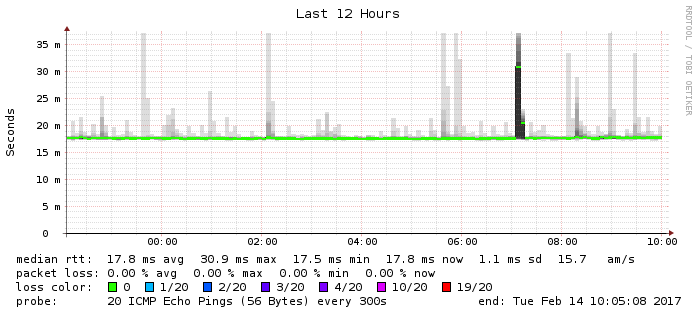 Last 12 Hours
RRDTOOL / TOBI OETIKER
Seconds
35 m
30 m
25 m
20 m
15 m
10 m
5 m
0
00:00 02:00 04:00 06:00 08:00 10:00
median rtt: 17.8 ms avg 30.9 ms max 17.5 ms min 17.8 ms now 1.1 ms sd 15.7 am/s
packet loss: 0.00 % avg 0.00 % max 0.00 % min 0.00 % now
loss color: 0 1/20 2/20 3/20 4/20 10/20 19/20
probe: 20 ICMP Echo Pings (56 Bytes) every 300s end: Tue Feb 14 10:05:08 2017